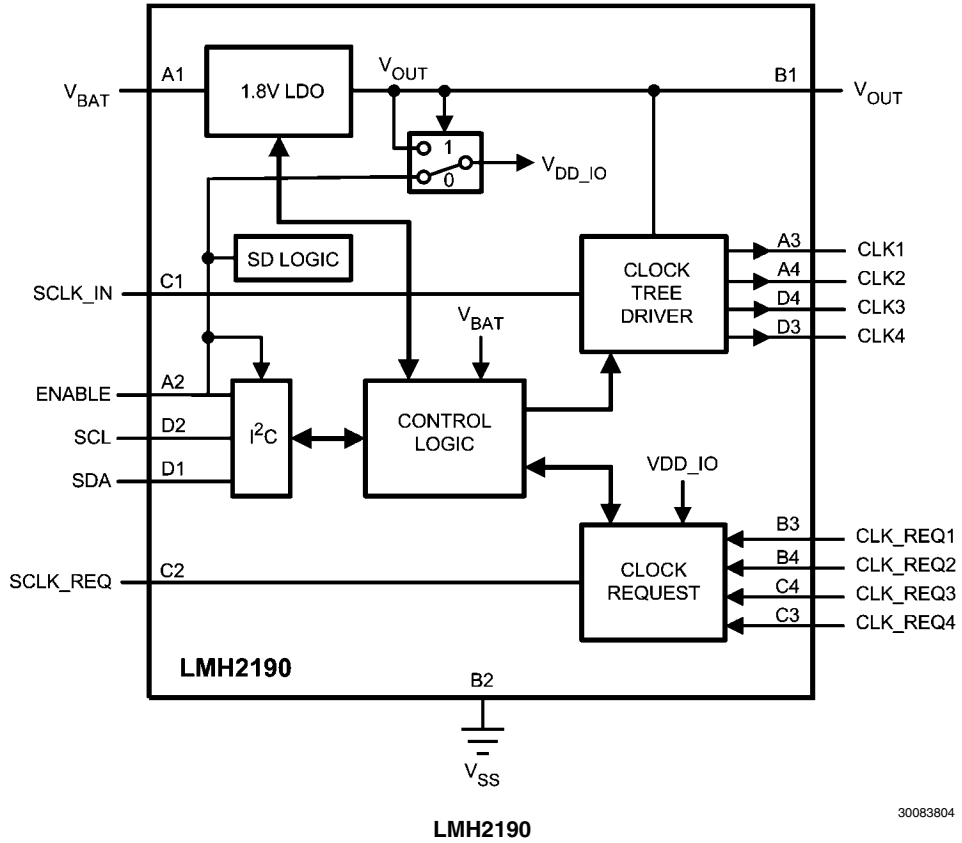 V_OUT
V_BAT A1 1.8V LDO B1 V_OUT
1
0
V_DD_IO
SD LOGIC
SCLK_IN C1
CLOCK
TREE
DRIVER
A3 CLK1
A4 CLK2
D4 CLK3
D3 CLK4
V_BAT
ENABLE A2
SCL D2
SDA D1
I²C
CONTROL
LOGIC
VDD_IO
SCLK_REQ C2
CLOCK
REQUEST
B3 CLK_REQ1
B4 CLK_REQ2
C4 CLK_REQ3
C3 CLK_REQ4
LMH2190
B2
V_SS
30083804
LMH2190